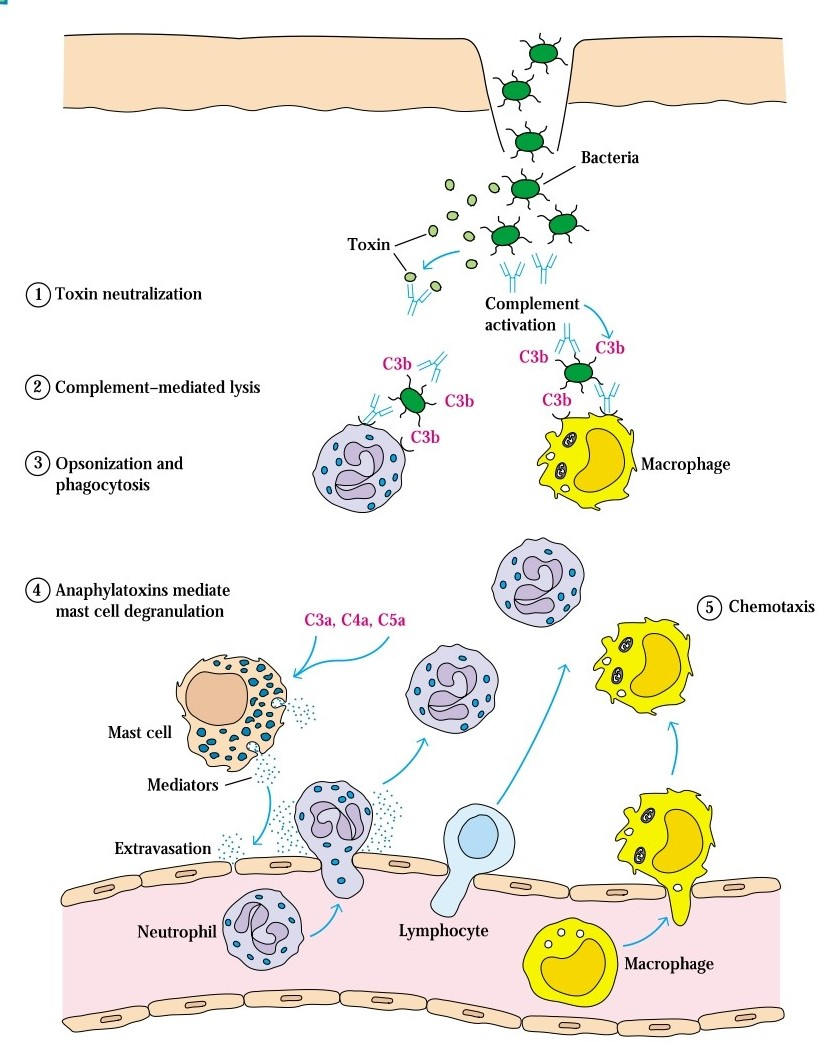 Bacteria
Toxin
① Toxin neutralization
Complement
activation
C3b
C3b
C3b
② Complement–mediated lysis
C3b
C3b
C3b
③ Opsonization and
phagocytosis
Macrophage
④ Anaphylatoxins mediate
mast cell degranulation
C3a, C4a, C5a
⑤ Chemotaxis
Mast cell
Mediators
Extravasation
Neutrophil
Lymphocyte
Macrophage